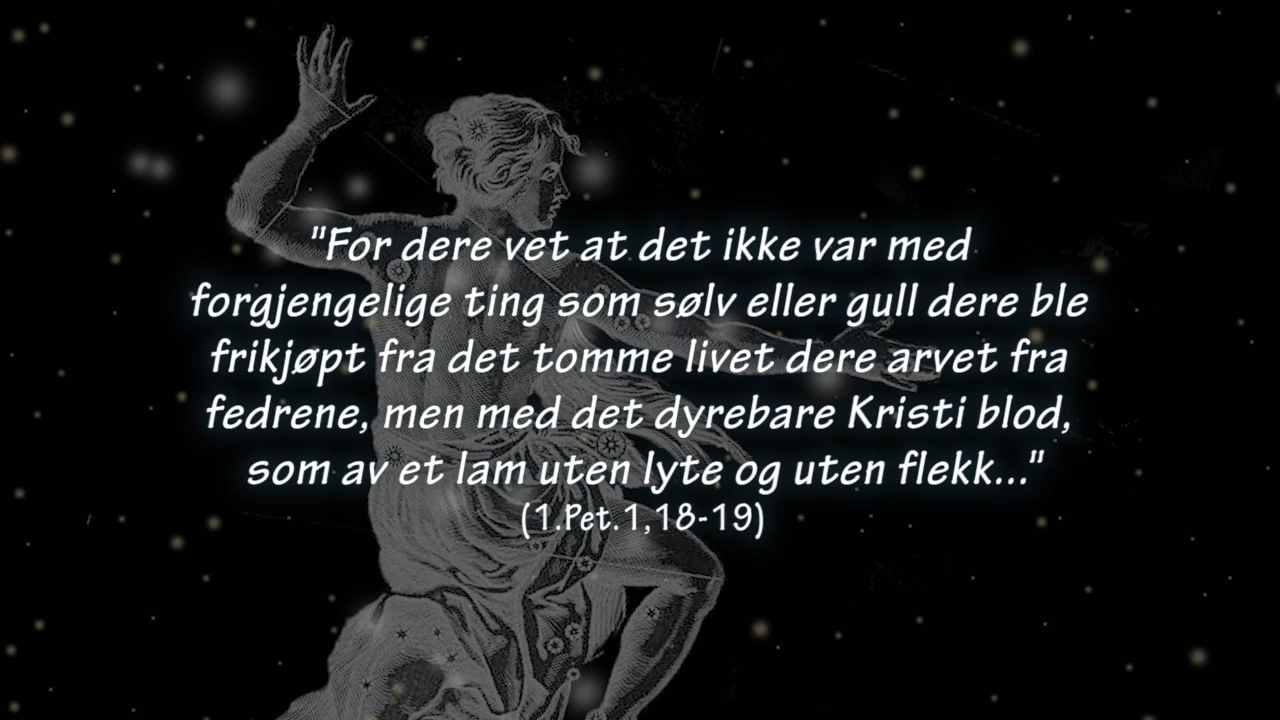 "For dere vet at det ikke var med
forgjengelige ting som sølv eller gull dere ble
frikjøpt fra det tomme livet dere arvet fra
fedrene, men med det dyrebare Kristi blod,
som av et lam uten lyte og uten flekk..."
(1.Pet.1,18-19)